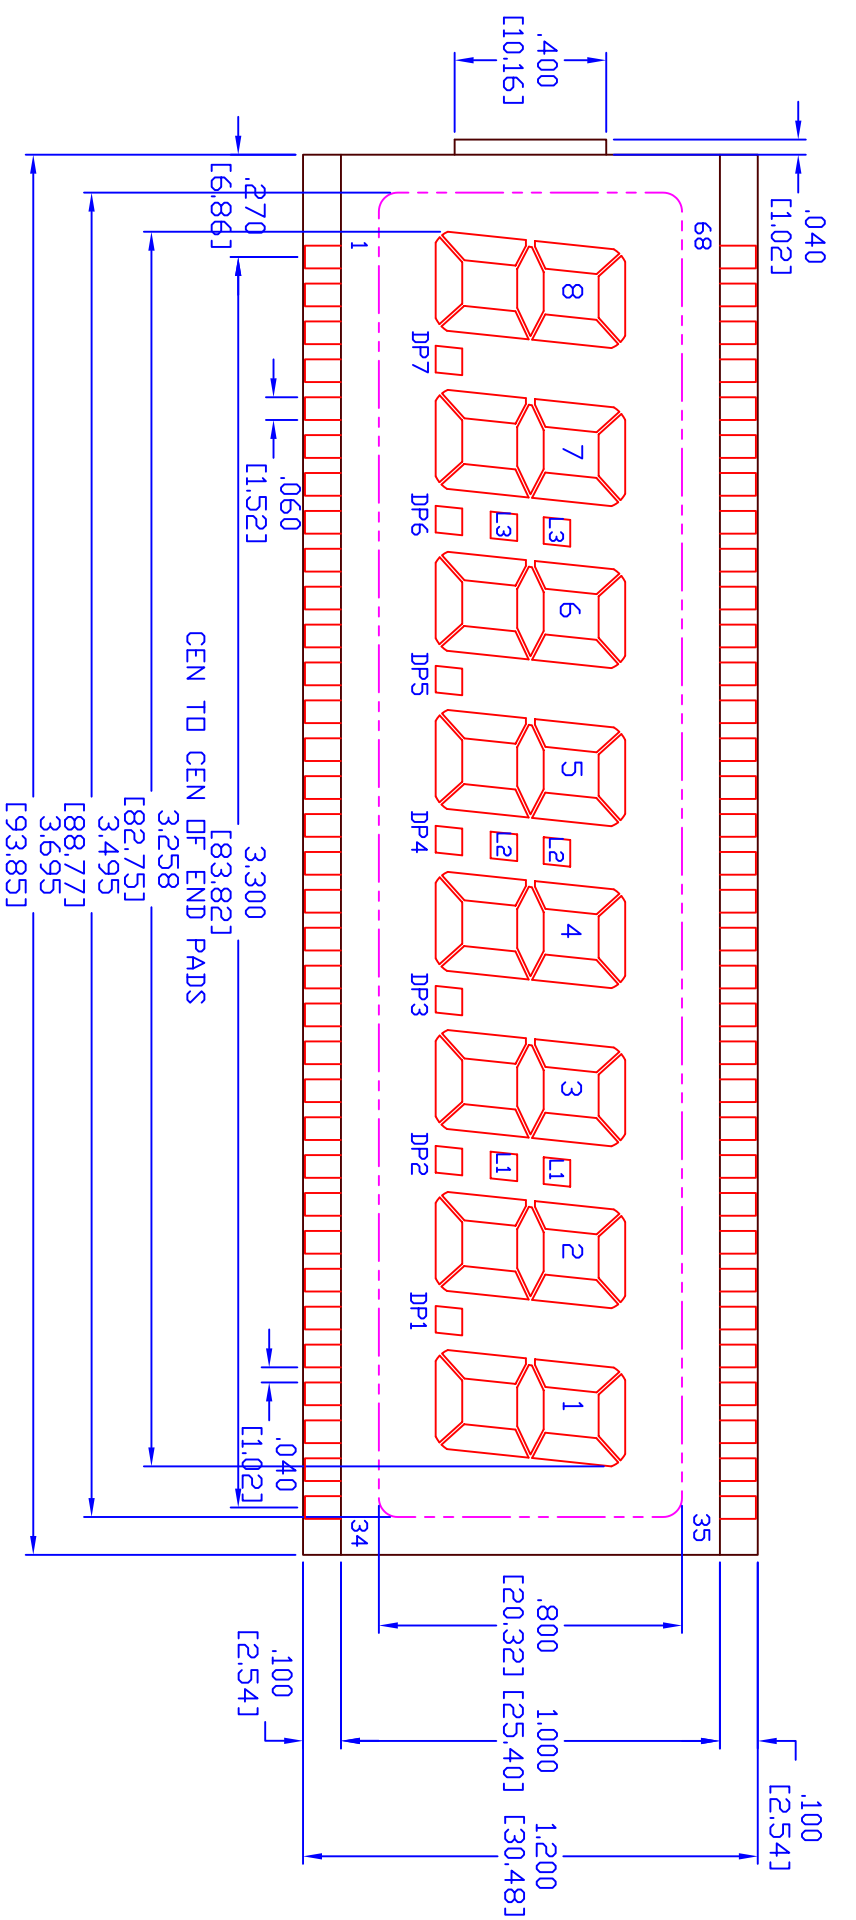 .400
[10.16]
.040
[1.02]
.270
[6.86]
68
35
1
34
8
7
6
5
4
3
2
1
L3
L3
L2
L2
L1
L1
DP7
DP6
DP5
DP4
DP3
DP2
DP1
.060
[1.52]
.040
[1.02]
3.300
[83.82]
CEN TO CEN OF END PADS
3.258
[82.75]
3.495
[88.77]
3.695
[93.85]
.800
[20.32]
1.000
[25.40]
1.200
[30.48]
.100
[2.54]
.100
[2.54]